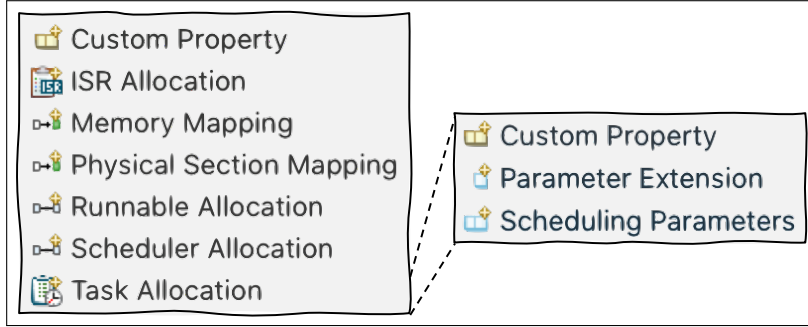 Custom Property
ISR Allocation
Memory Mapping
Physical Section Mapping
Runnable Allocation
Scheduler Allocation
Task Allocation
Custom Property
Parameter Extension
Scheduling Parameters